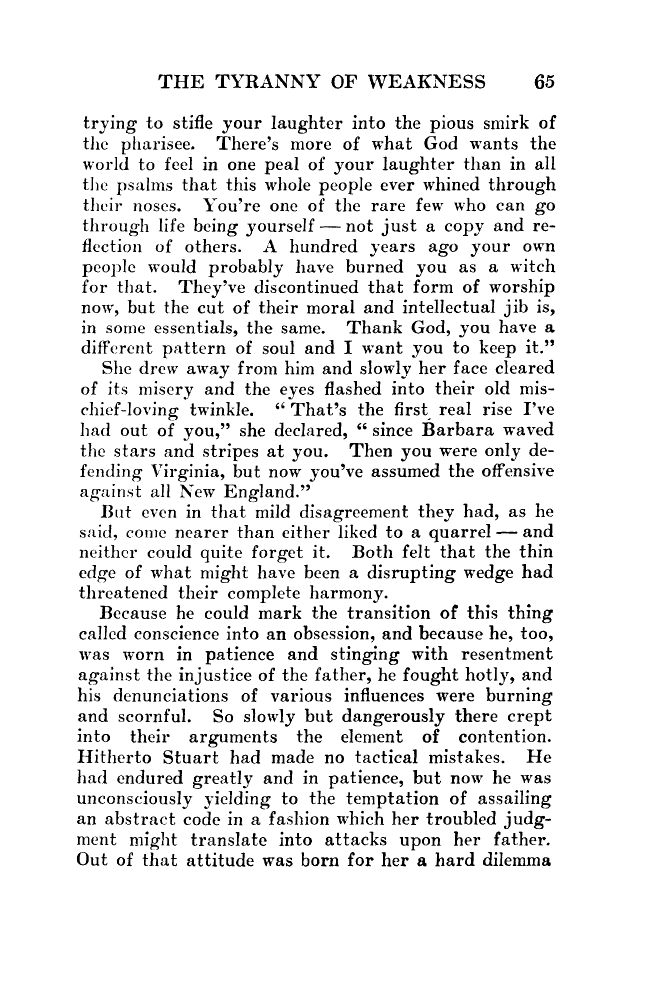 THE TYRANNY OF WEAKNESS 65
trying to stifle your laughter into the pious smirk of
the pharisee. There's more of what God wants the
world to feel in one peal of your laughter than in all
the psalms that this whole people ever whined through
their noses. You're one of the rare few who can go
through life being yourself — not just a copy and re-
flection of others. A hundred years ago your own
people would probably have burned you as a witch
for that. They've discontinued that form of worship
now, but the cut of their moral and intellectual jib is,
in some essentials, the same. Thank God, you have a
different pattern of soul and I want you to keep it.”
She drew away from him and slowly her face cleared
of its misery and the eyes flashed into their old mis-
chief-loving twinkle. “ That's the first real rise I've
had out of you,” she declared, “ since Barbara waved
the stars and stripes at you. Then you were only de-
fending Virginia, but now you've assumed the offensive
against all New England.”
But even in that mild disagreement they had, as he
said, come nearer than either liked to a quarrel — and
neither could quite forget it. Both felt that the thin
edge of what might have been a disrupting wedge had
threatened their complete harmony.
Because he could mark the transition of this thing
called conscience into an obsession, and because he, too,
was worn in patience and stinging with resentment
against the injustice of the father, he fought hotly, and
his denunciations of various influences were burning
and scornful. So slowly but dangerously there crept
into their arguments the element of contention.
Hitherto Stuart had made no tactical mistakes. He
had endured greatly and in patience, but now he was
unconsciously yielding to the temptation of assailing
an abstract code in a fashion which her troubled judg-
ment might translate into attacks upon her father.
Out of that attitude was born for her a hard dilemma